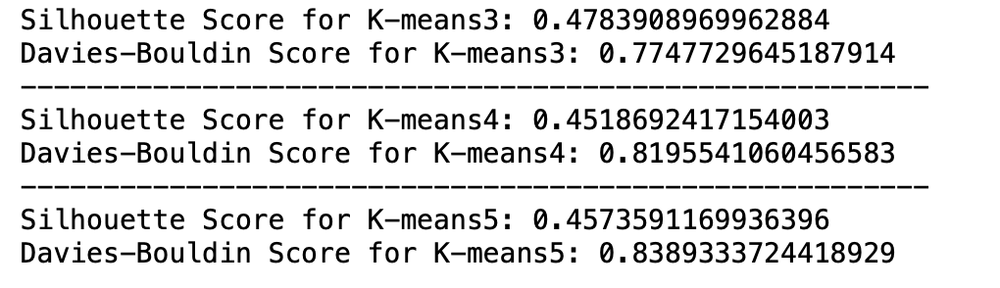 Silhouette Score for K-means3: 0.4783908969962884
Davies-Bouldin Score for K-means3: 0.7747729645187914
-------------------------------------------------------
Silhouette Score for K-means4: 0.4518692417154003
Davies-Bouldin Score for K-means4: 0.8195541060456583
-------------------------------------------------------
Silhouette Score for K-means5: 0.4573591169936396
Davies-Bouldin Score for K-means5: 0.8389333724418929